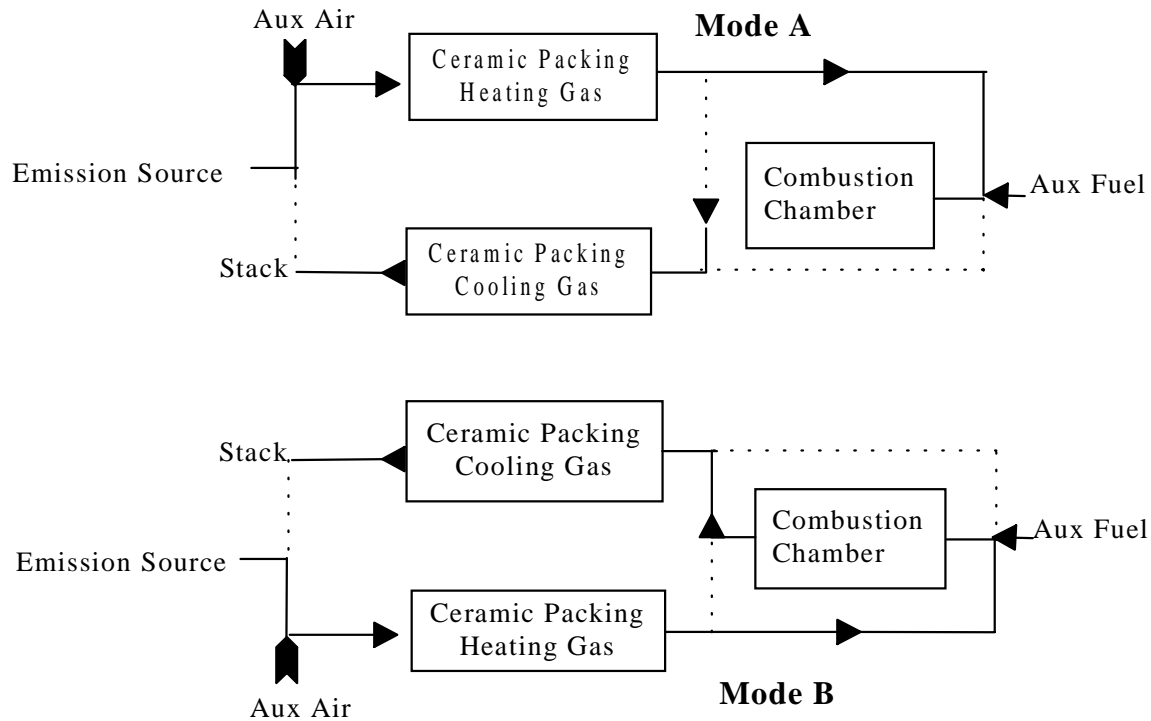 Aux Air
Mode A
Ceramic Packing
Heating Gas
Emission Source
Combustion
Chamber
Aux Fuel
Stack
Ceramic Packing
Cooling Gas
Stack
Ceramic Packing
Cooling Gas
Combustion
Chamber
Aux Fuel
Emission Source
Ceramic Packing
Heating Gas
Mode B
Aux Air